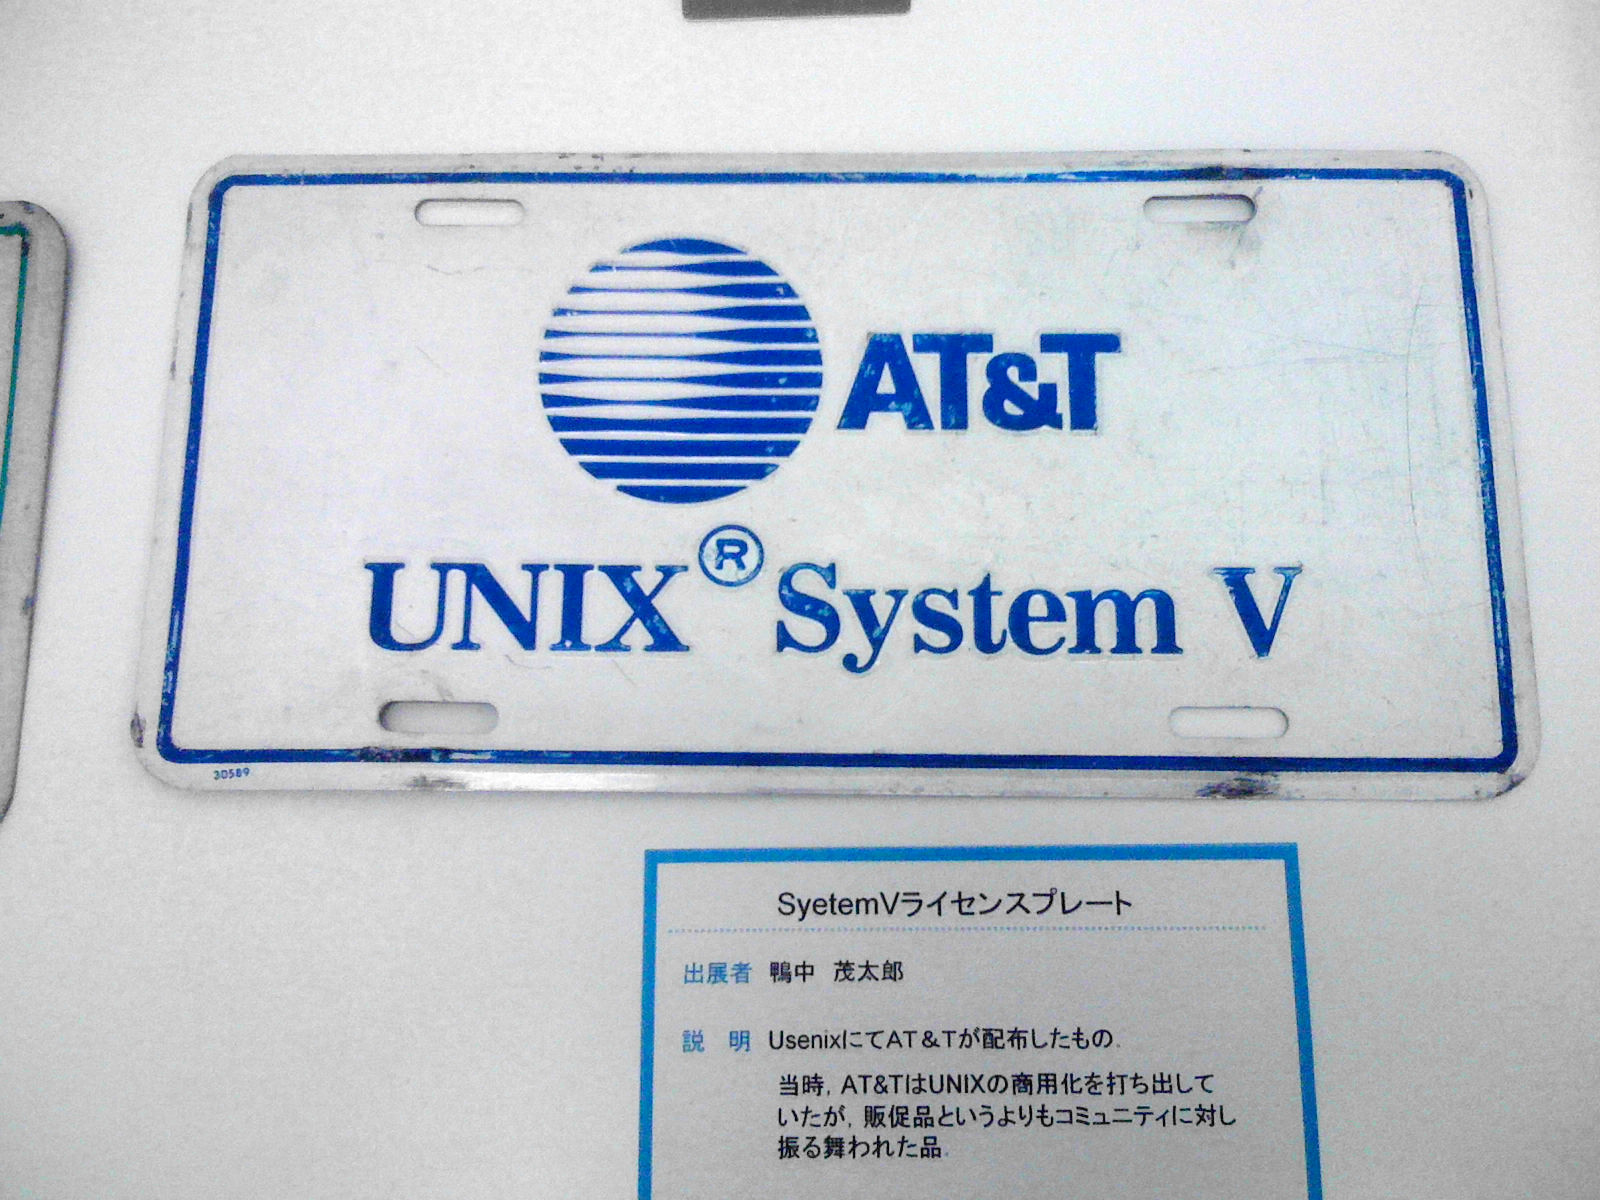 AT&T
UNIX® System V
30589
SyetemVライセンスプレート
出展者 鴨中 茂太郎
説 明 UsenixにてAT&Tが配布したもの.
当時, AT&TはUNIXの商用化を打ち出して
いたが, 販促品というよりもコミュニティに対し
振る舞われた品.